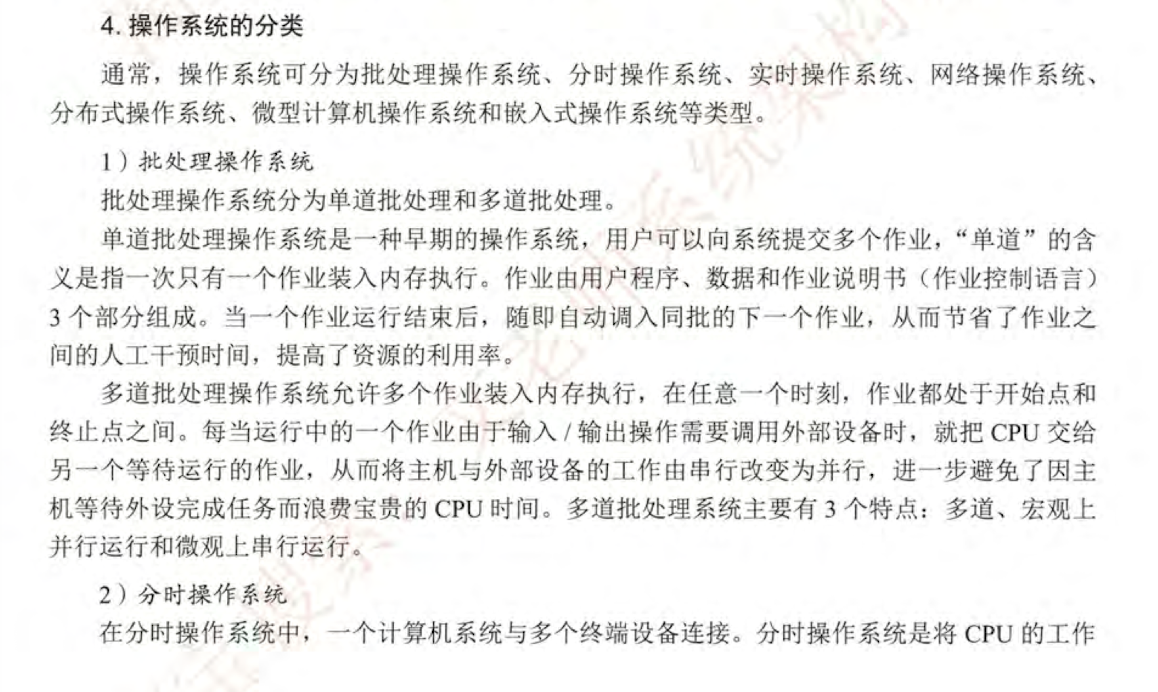 4. 操作系统的分类
通常，操作系统可分为批处理操作系统、分时操作系统、实时操作系统、网络操作系统、
分布式操作系统、微型计算机操作系统和嵌入式操作系统等类型。
1）批处理操作系统
批处理操作系统分为单道批处理和多道批处理。
单道批处理操作系统是一种早期的操作系统，用户可以向系统提交多个作业，“单道”的含
义是指一次只有一个作业装入内存执行。作业由用户程序、数据和作业说明书（作业控制语言）
3 个部分组成。当一个作业运行结束后，随即自动调入同批的下一个作业，从而节省了作业之
间的人工干预时间，提高了资源的利用率。
多道批处理操作系统允许多个作业装入内存执行，在任意一个时刻，作业都处于开始点和
终止点之间。每当运行中的一个作业由于输入 / 输出操作需要调用外部设备时，就把 CPU 交给
另一个等待运行的作业，从而将主机与外部设备的工作由串行改变为并行，进一步避免了因主
机等待外设完成任务而浪费宝贵的 CPU 时间。多道批处理系统主要有 3 个特点：多道、宏观上
并行运行和微观上串行运行。
2）分时操作系统
在分时操作系统中，一个计算机系统与多个终端设备连接。分时操作系统是将 CPU 的工作